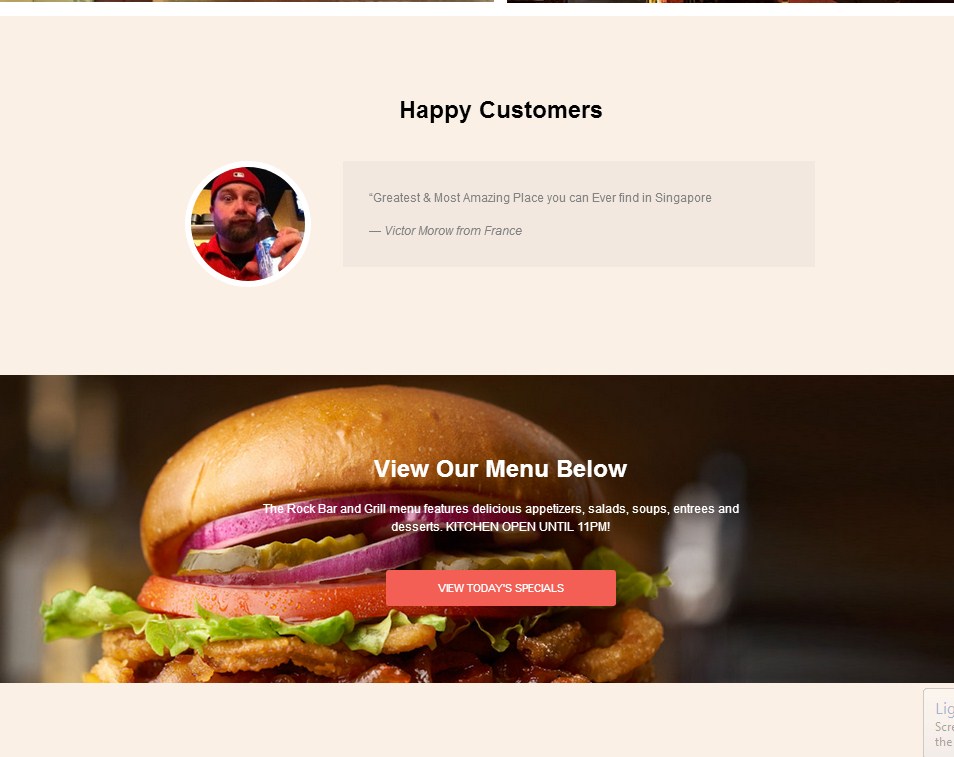 Happy Customers
“Greatest & Most Amazing Place you can Ever find in Singapore
— Victor Morow from France
View Our Menu Below
The Rock Bar and Grill menu features delicious appetizers, salads, soups, entrees and
desserts. KITCHEN OPEN UNTIL 11PM!
VIEW TODAY'S SPECIALS
Lig
Scre
the